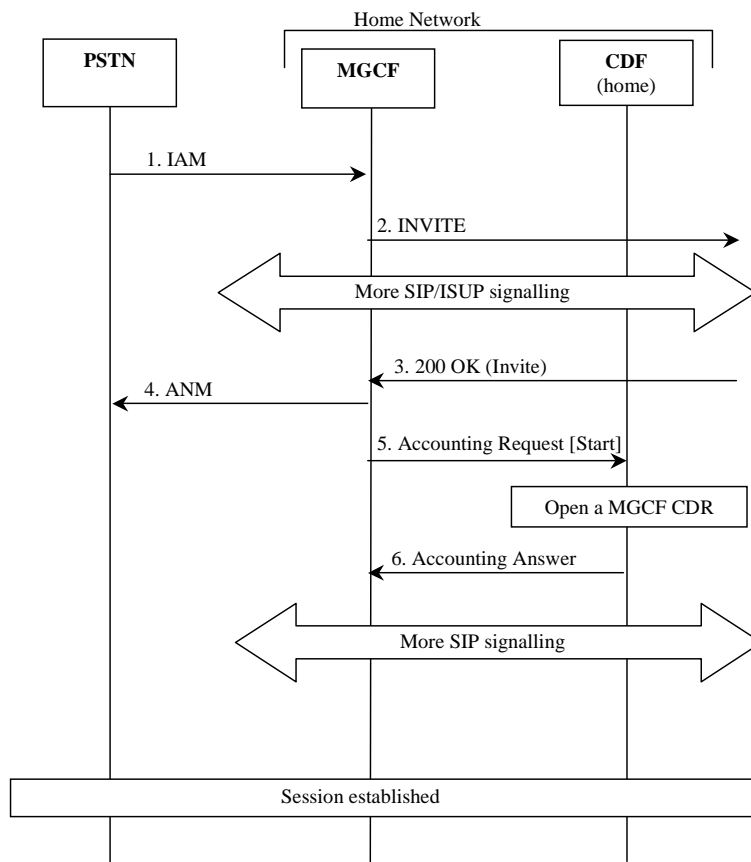 Home Network
PSTN
MGCF
CDF
(home)
1. IAM
2. INVITE
More SIP/ISUP signalling
3. 200 OK (Invite)
4. ANM
5. Accounting Request [Start]
Open a MGCF CDR
6. Accounting Answer
More SIP signalling
Session established